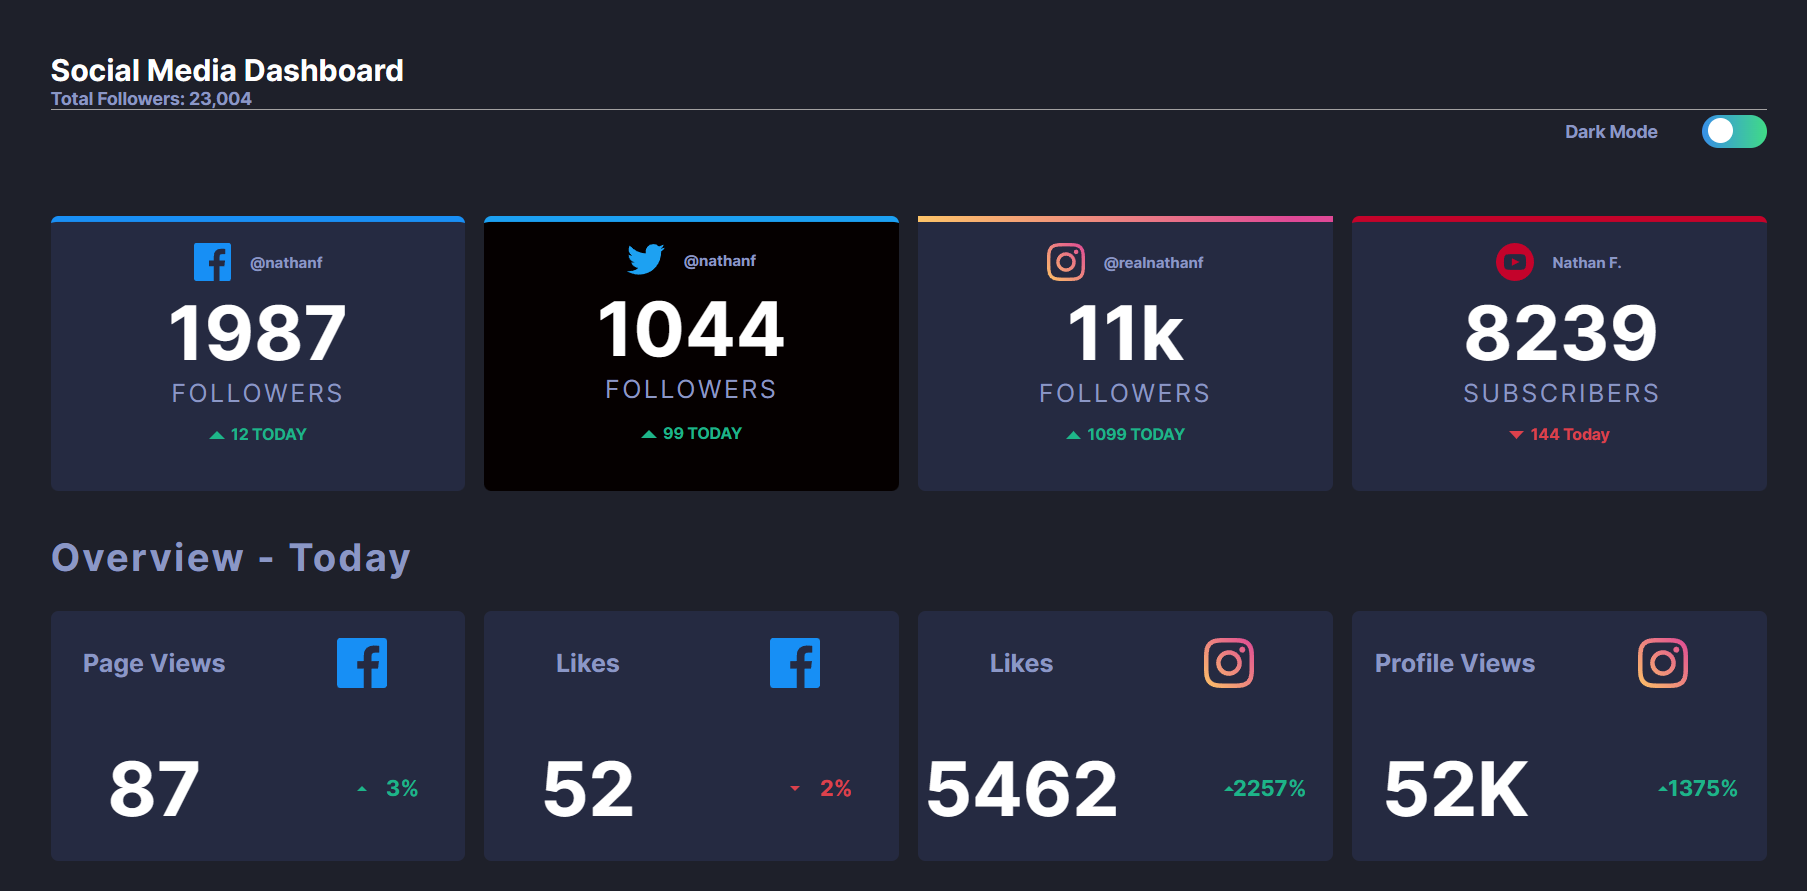 Social Media Dashboard
Total Followers: 23,004
Dark Mode
@nathanf
1987
FOLLOWERS
12 TODAY
@nathanf
1044
FOLLOWERS
99 TODAY
@realnathanf
11k
FOLLOWERS
1099 TODAY
Nathan F.
8239
SUBSCRIBERS
144 Today
Overview - Today
Page Views
87
3%
Likes
52
2%
Likes
5462
2257%
Profile Views
52K
1375%